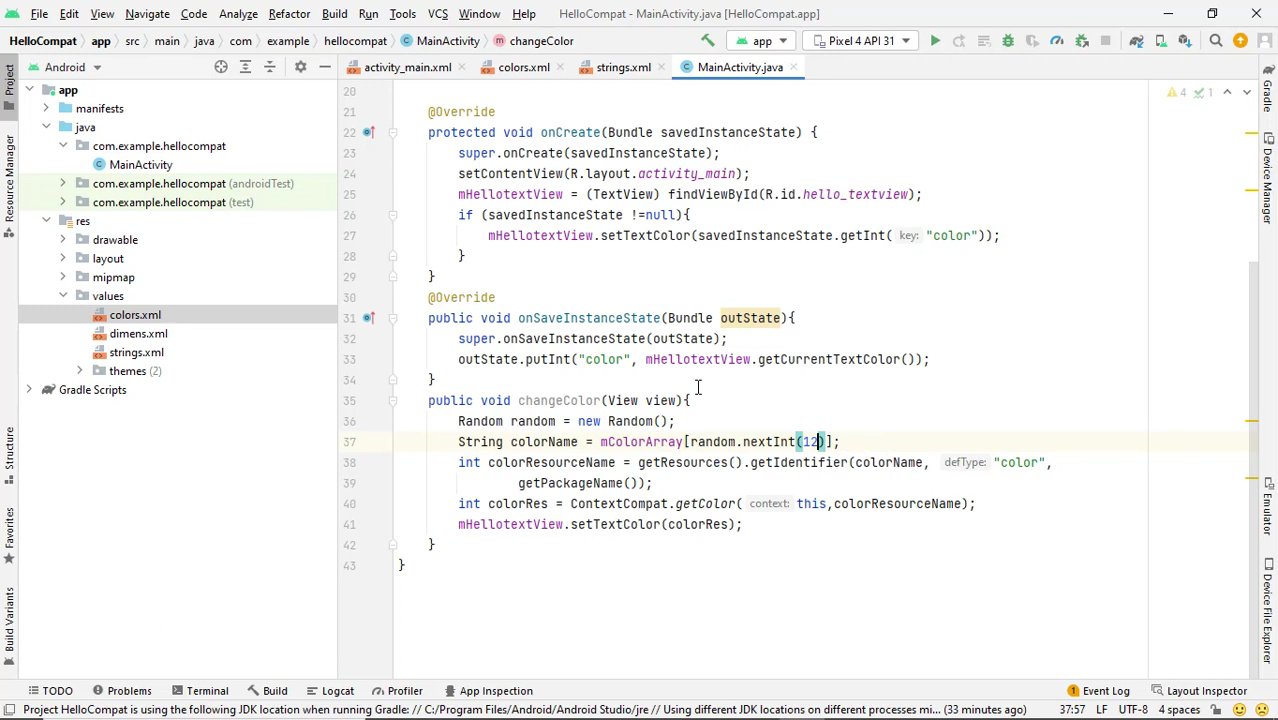 File Edit View Navigate Code Analyze Refactor Build Run Tools VCS Window Help HelloCompat - MainActivity.java [HelloCompat.app]
HelloCompat app src main java com example hellocompat MainActivity changeColor app Pixel 4 API 31
Project Android activity_main.xml colors.xml strings.xml MainActivity.java
app
manifests
java
com.example.hellocompat
MainActivity
com.example.hellocompat (androidTest)
com.example.hellocompat (test)
res
drawable
layout
mipmap
values
colors.xml
dimens.xml
strings.xml
themes (2)
Gradle Scripts
Resource Manager
Structure
Favorites
Build Variants
4 1
20
21 @Override
22 protected void onCreate(Bundle savedInstanceState) {
23 super.onCreate(savedInstanceState);
24 setContentView(R.layout.activity_main);
25 mHellotextView = (TextView) findViewById(R.id.hello_textview);
26 if (savedInstanceState !=null){
27 mHellotextView.setTextColor(savedInstanceState.getInt( key: "color"));
28 }
29 }
30 @Override
31 public void onSaveInstanceState(Bundle outState){
32 super.onSaveInstanceState(outState);
33 outState.putInt("color", mHellotextView.getCurrentTextColor());
34 }
35 public void changeColor(View view){
36 Random random = new Random();
37 String colorName = mColorArray[random.nextInt(12)];
38 int colorResourceName = getResources().getIdentifier(colorName, defType: "color",
39 getPackageName());
40 int colorRes = ContextCompat.getColor( context: this,colorResourceName);
41 mHellotextView.setTextColor(colorRes);
42 }
43 }
Gradle
Device Manager
Emulator
Device File Explorer
TODO Problems Terminal Build Logcat Profiler App Inspection 1 Event Log Layout Inspector
Project HelloCompat is using the following JDK location when running Gradle: // C:/Program Files/Android/Android Studio/jre // Using different JDK locations on different processes mi... (33 minutes ago) 37:57 LF UTF-8 4 spaces